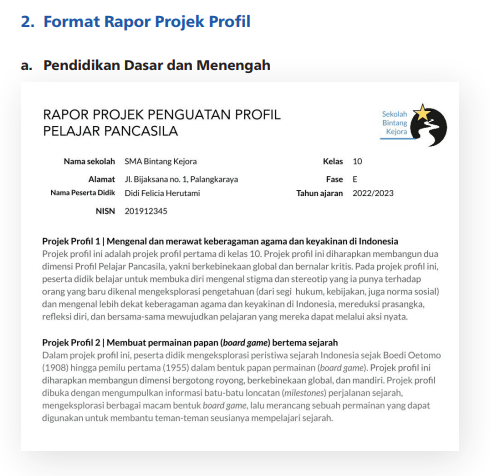 2. Format Rapor Projek Profil
a. Pendidikan Dasar dan Menengah
RAPOR PROJEK PENGUATAN PROFIL
PELAJAR PANCASILA
Sekolah
Bintang
Kejora
Nama sekolah SMA Bintang Kejora Kelas 10
Alamat Jl. Bijaksana no. 1, Palangkaraya Fase E
Nama Peserta Didik Didi Felicia Herutami Tahun ajaran 2022/2023
NISN 201912345
Projek Profil 1 | Mengenal dan merawat keberagaman agama dan keyakinan di Indonesia
Projek profil ini adalah projek profil pertama di kelas 10. Projek profil ini diharapkan membangun dua
dimensi Profil Pelajar Pancasila, yakni berkebinekaan global dan bernalar kritis. Pada projek profil ini,
peserta didik belajar untuk membuka diri mengenai stigma dan stereotip yang ia punya terhadap
orang yang baru dikenal mengeksplorasi pengetahuan (dari segi hukum, kebijakan, juga norma sosial)
dan mengenal lebih dekat keberagaman agama dan keyakinan di Indonesia, mereduksi prasangka,
refleksi diri, dan bersama-sama mewujudkan pelajaran yang mereka dapat melalui aksi nyata.
Projek Profil 2 | Membuat permainan papan (board game) bertema sejarah
Dalam projek profil ini, peserta didik mengeksplorasi peristiwa sejarah Indonesia sejak Boedi Oetomo
(1908) hingga pemilu pertama (1955) dalam bentuk papan permainan (board game). Projek profil ini
diharapkan membangun dimensi bergotong royong, berkebinekaan global, dan mandiri. Projek profil
dibuka dengan mengumpulkan informasi batu-batu loncatan (milestones) perjalanan sejarah,
mengeksplorasi berbagai macam bentuk board game, lalu merancang sebuah permainan yang dapat
digunakan untuk membantu teman-teman seusianya mempelajari sejarah.